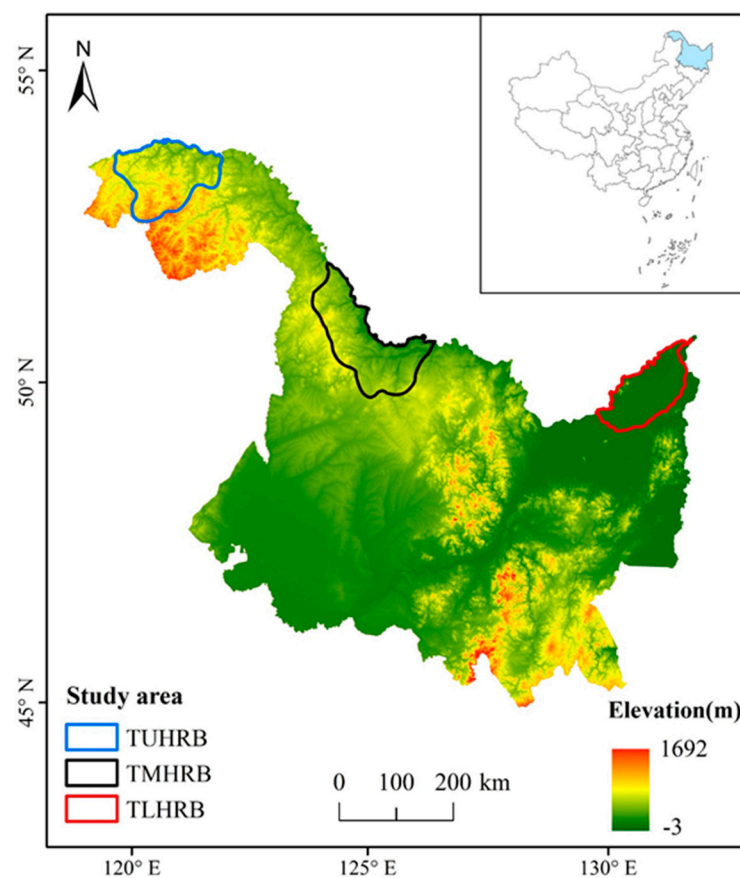 N
55° N
50° N
45° N
Study area
TUHRB
TMHRB
TLHRB
0 100 200 km
Elevation(m)
1692
-3
120° E
125° E
130° E